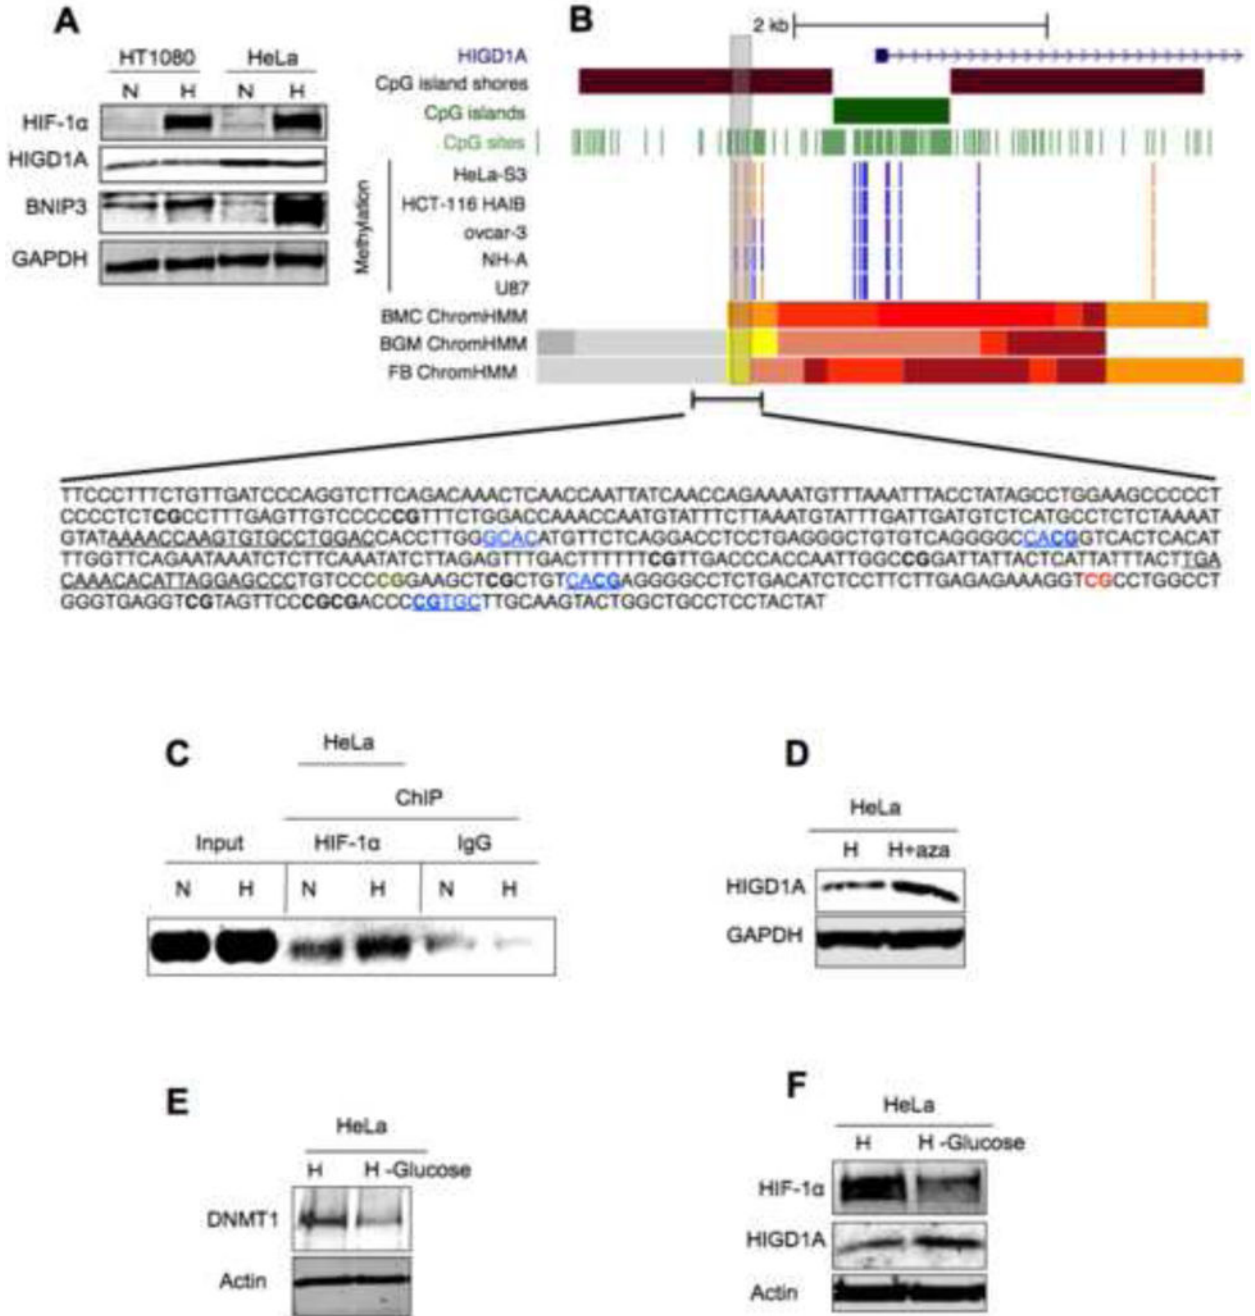 A
HT1080 HeLa
N H N H
HIF-1α
HIGD1A
BNIP3
GAPDH
B
2 kb
HIGD1A
CpG island shores
CpG islands
CpG sites
Methylation
HeLa-S3
HCT-116 HAIB
ovcar-3
NH-A
U87
BMC ChromHMM
BGM ChromHMM
FB ChromHMM
TTCCCTTTCTGTTGATCCCAGGTCTTCAGACAAACTCAACCAATTATCAACCAGAAAATGTTTAAATTTACCTATAGCCTGGAAGCCCCCT
CCCCTCTCGCCTTTGAGTTGTCCCCCGTTTCTGGACCAAACCAATGTATTTCTTAAATGTATTTGATTGATGTCTCATGCCTCTCTAAAAT
GTATAAAACCAAGTGTGCCTGGACCACCTTGGGCACATGTTCTCAGGACCTCCTGAGGGCTGTGTCAGGGGCCACGGTCACTCACAT
TTGGTTCAGAATAAATCTCTTCAAATATCTTAGAGTTTGACTTTTTTCGTTGACCCACCAATTGGCCGGATTATTACTCATTATTTACTTGA
CAAACACATTAGGAGCCCTGTCCCCCGGAAGCTCGCTGTCACGAGGGGCCTCTGACATCTCCTTCTTGAGAGAAAGGTCGCCTGGCCT
GGGTGAGGTCGTAGTTCCCGCGACCCCGTGCTTGCAAGTACTGGCTGCCTCCTACTAT
C
HeLa
ChIP
Input HIF-1α IgG
N H N H N H
D
HeLa
H H+aza
HIGD1A
GAPDH
E
HeLa
H H -Glucose
DNMT1
Actin
F
HeLa
H H -Glucose
HIF-1α
HIGD1A
Actin